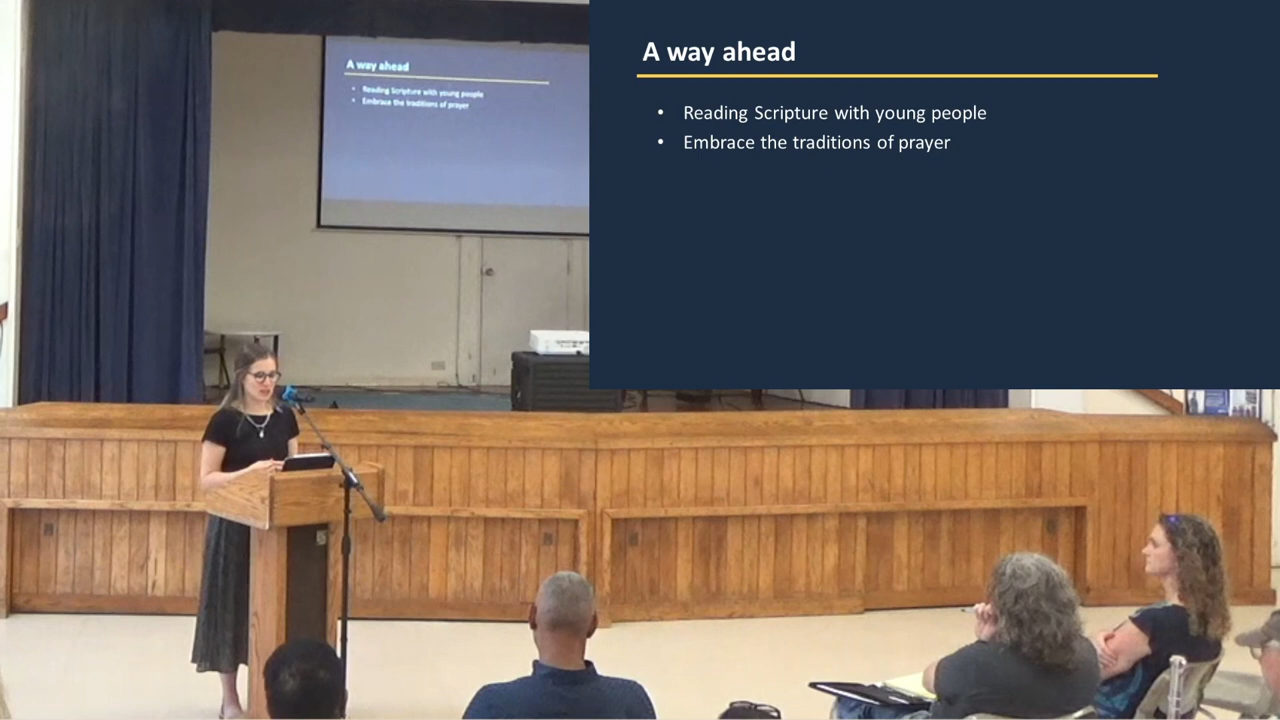 A way ahead
• Reading Scripture with young people
• Embrace the traditions of prayer
A way ahead
• Reading Scripture with young people
• Embrace the traditions of prayer